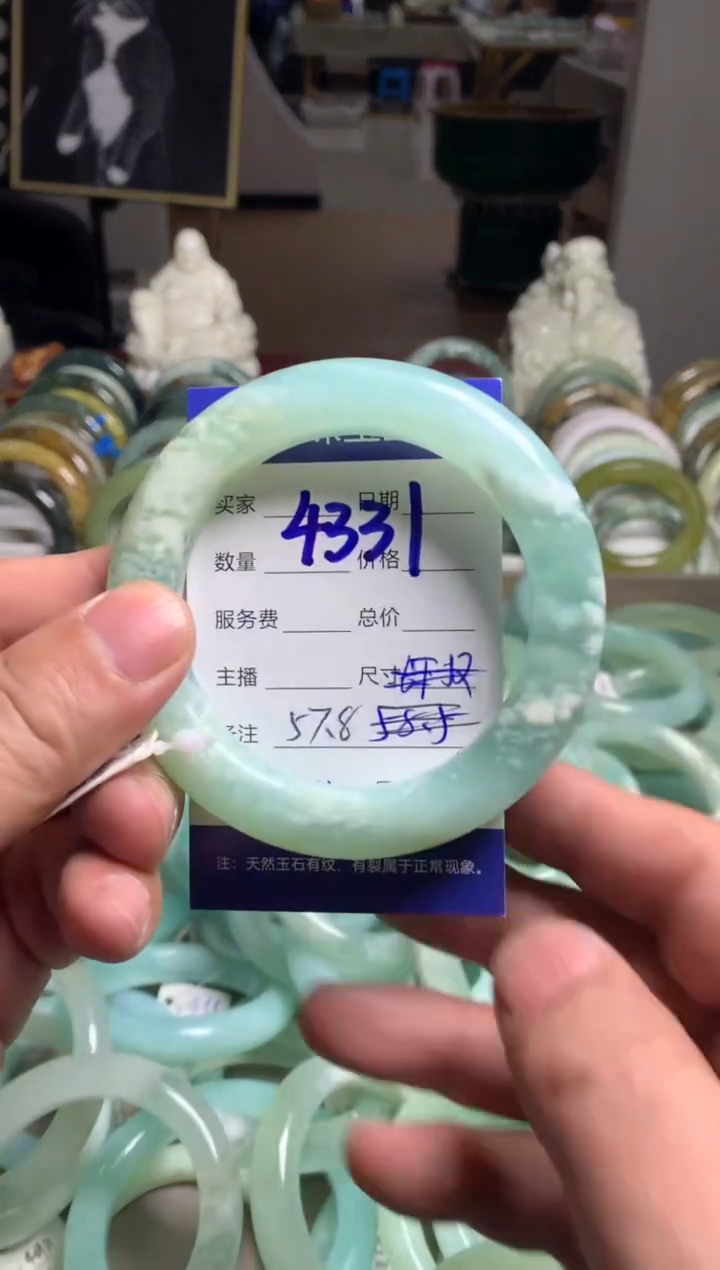 买家 日期
4331
数量 价格
服务费 总价
主播 尺寸
注 57.8 58.5
注：天然玉石有纹、有裂属于正常现象。